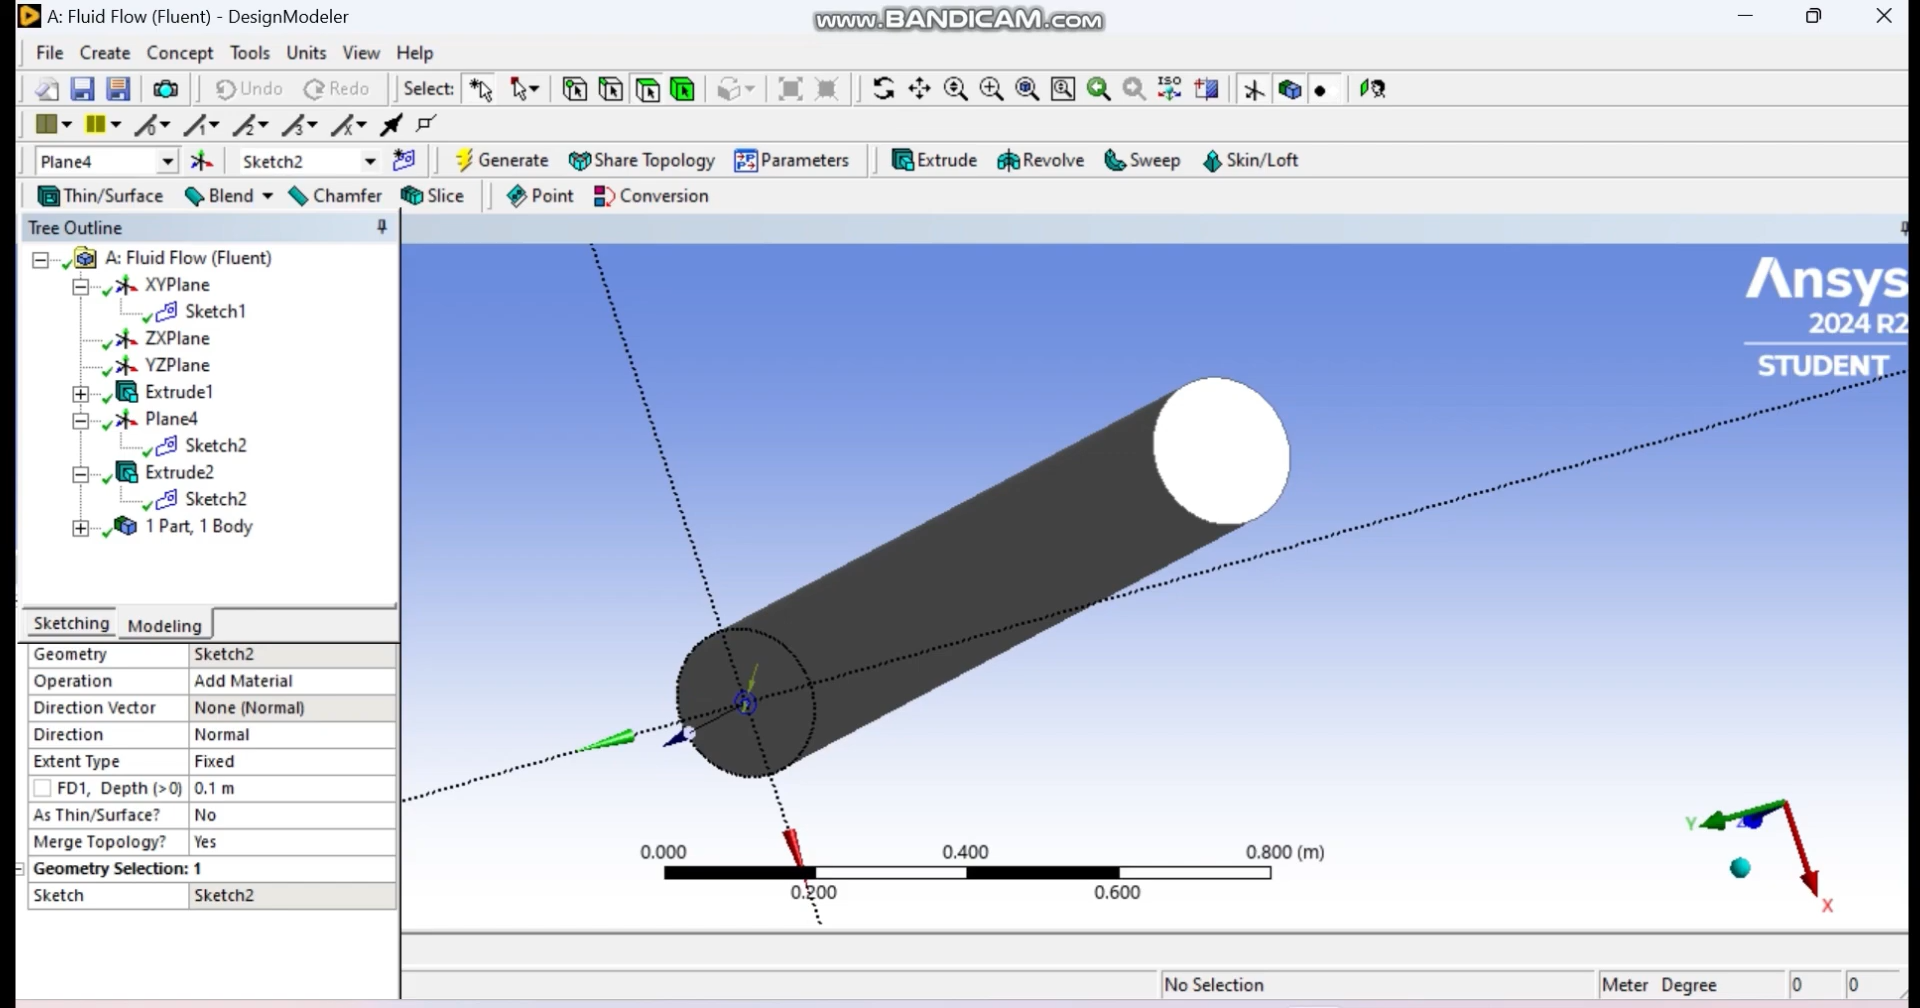 A: Fluid Flow (Fluent) - DesignModeler
www.BANDICAM.com
File Create Concept Tools Units View Help
Undo Redo Select: ISO
Plane4 Sketch2 Generate Share Topology Parameters Extrude Revolve Sweep Skin/Loft
Thin/Surface Blend Chamfer Slice Point Conversion
Tree Outline
A: Fluid Flow (Fluent)
XYPlane
Sketch1
ZXPlane
YZPlane
Extrude1
Plane4
Sketch2
Extrude2
Sketch2
1 Part, 1 Body
Sketching Modeling
Geometry Sketch2
Operation Add Material
Direction Vector None (Normal)
Direction Normal
Extent Type Fixed
FD1, Depth (>0) 0.1 m
As Thin/Surface? No
Merge Topology? Yes
Geometry Selection: 1
Sketch Sketch2
Ansys
2024 R2
STUDENT
0.000 0.400 0.800 (m)
0.200 0.600
Y
X
No Selection Meter Degree 0 0